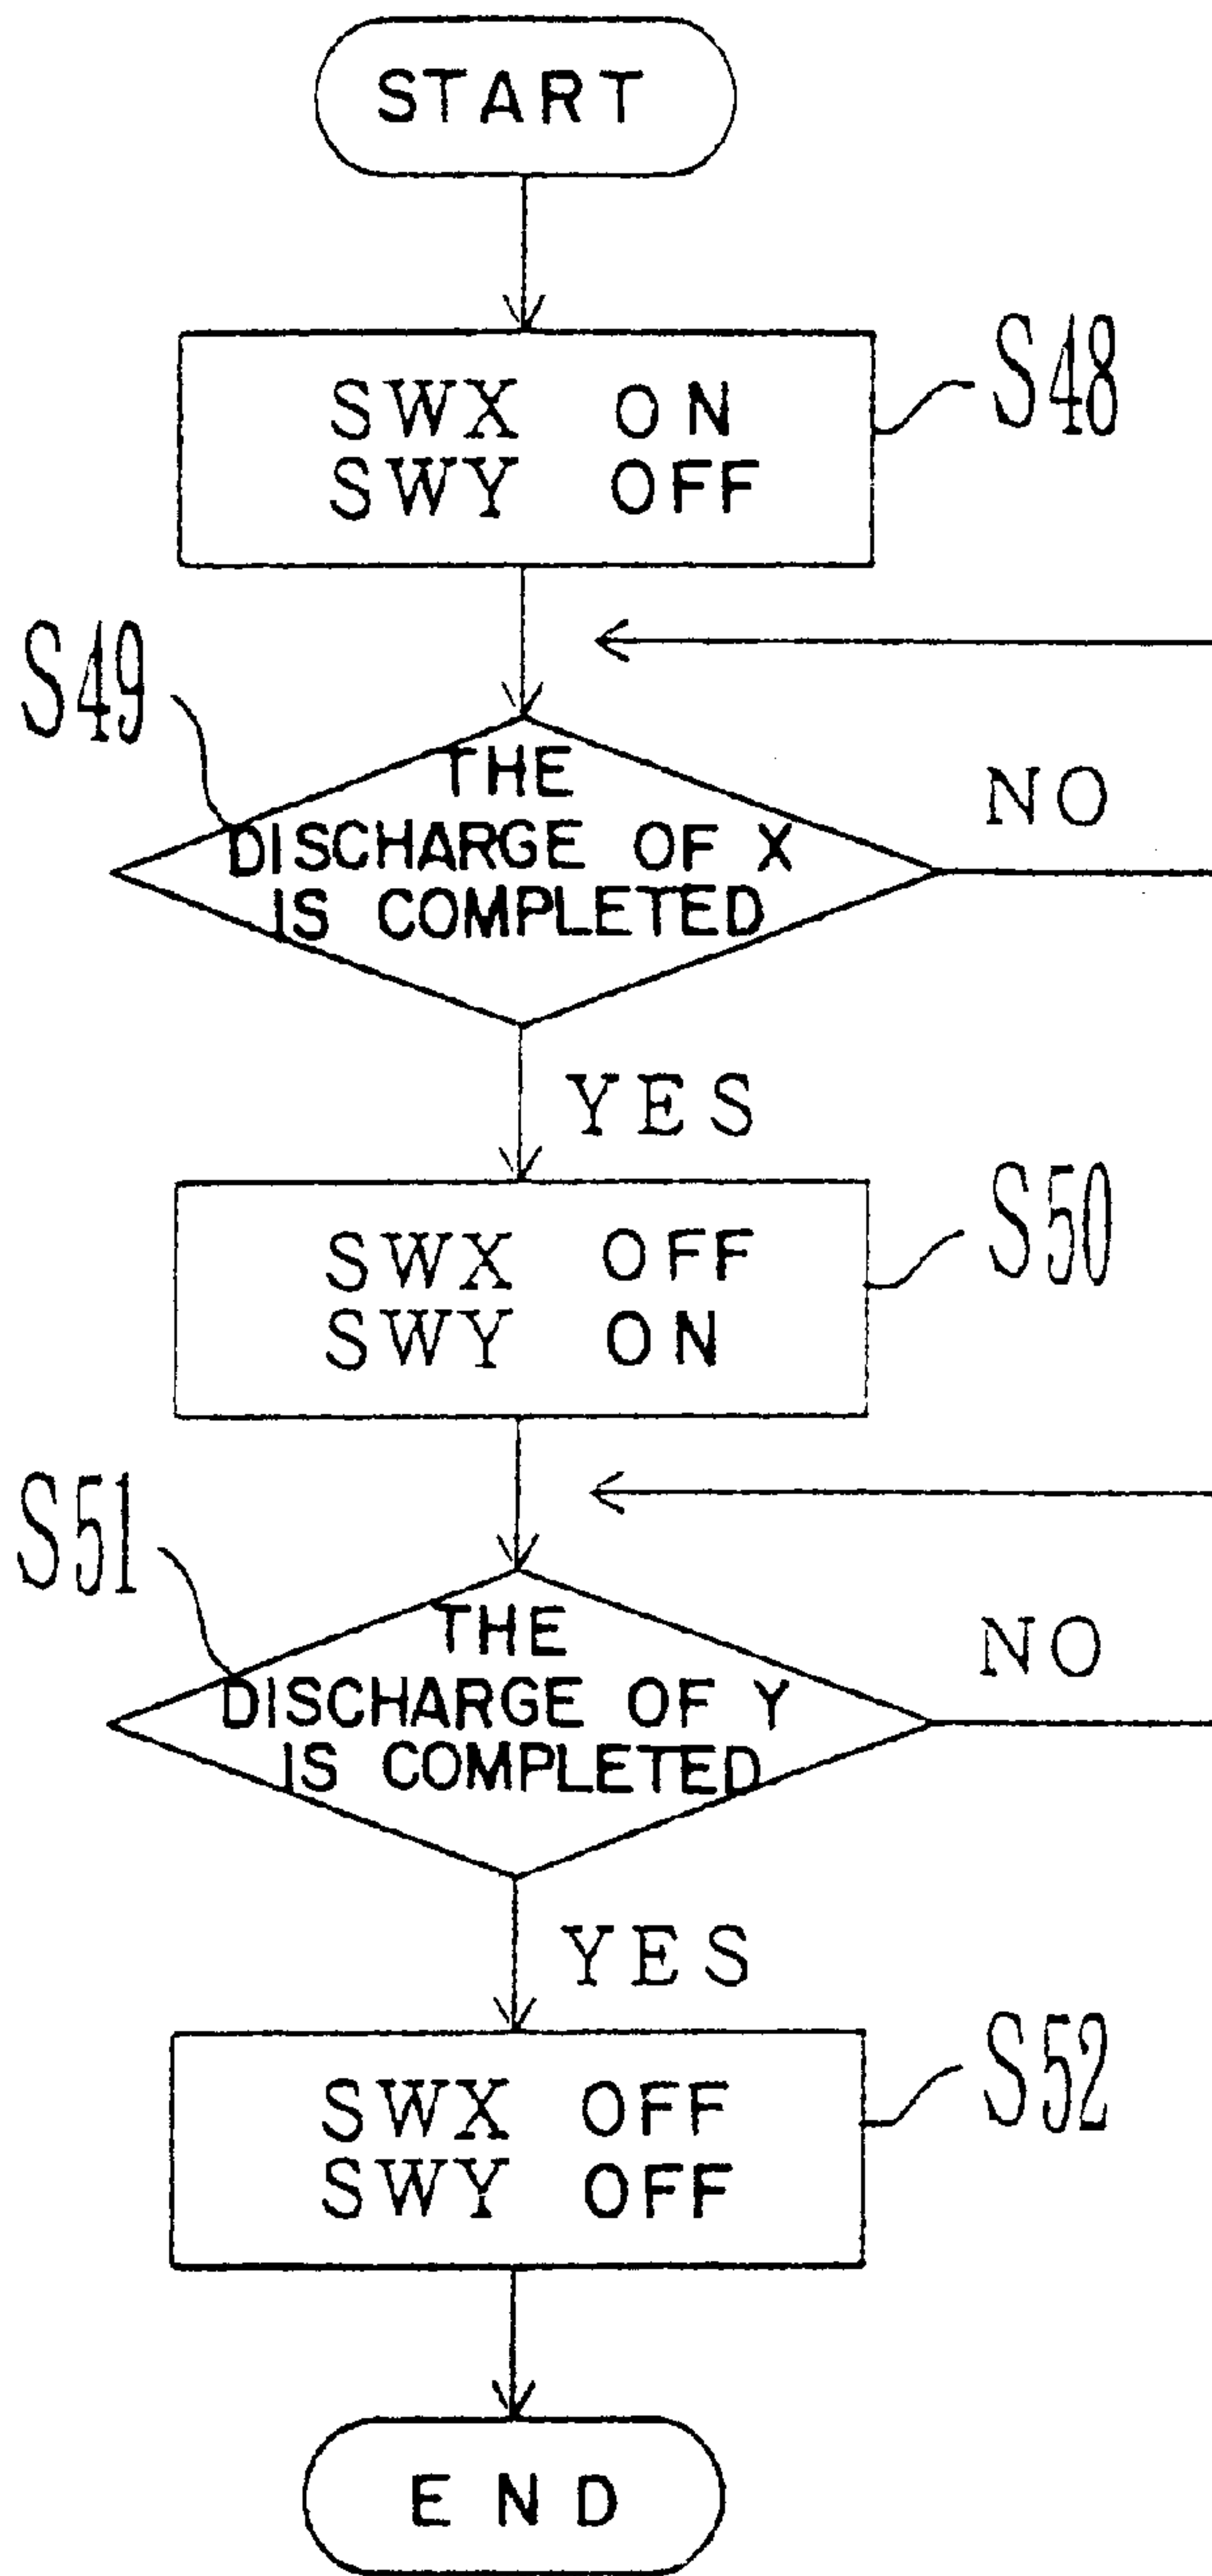 START
SWX ON
SWY OFF
S48
S49
THE
DISCHARGE OF X
IS COMPLETED
NO
YES
SWX OFF
SWY ON
S50
S51
THE
DISCHARGE OF Y
IS COMPLETED
NO
YES
SWX OFF
SWY OFF
S52
END